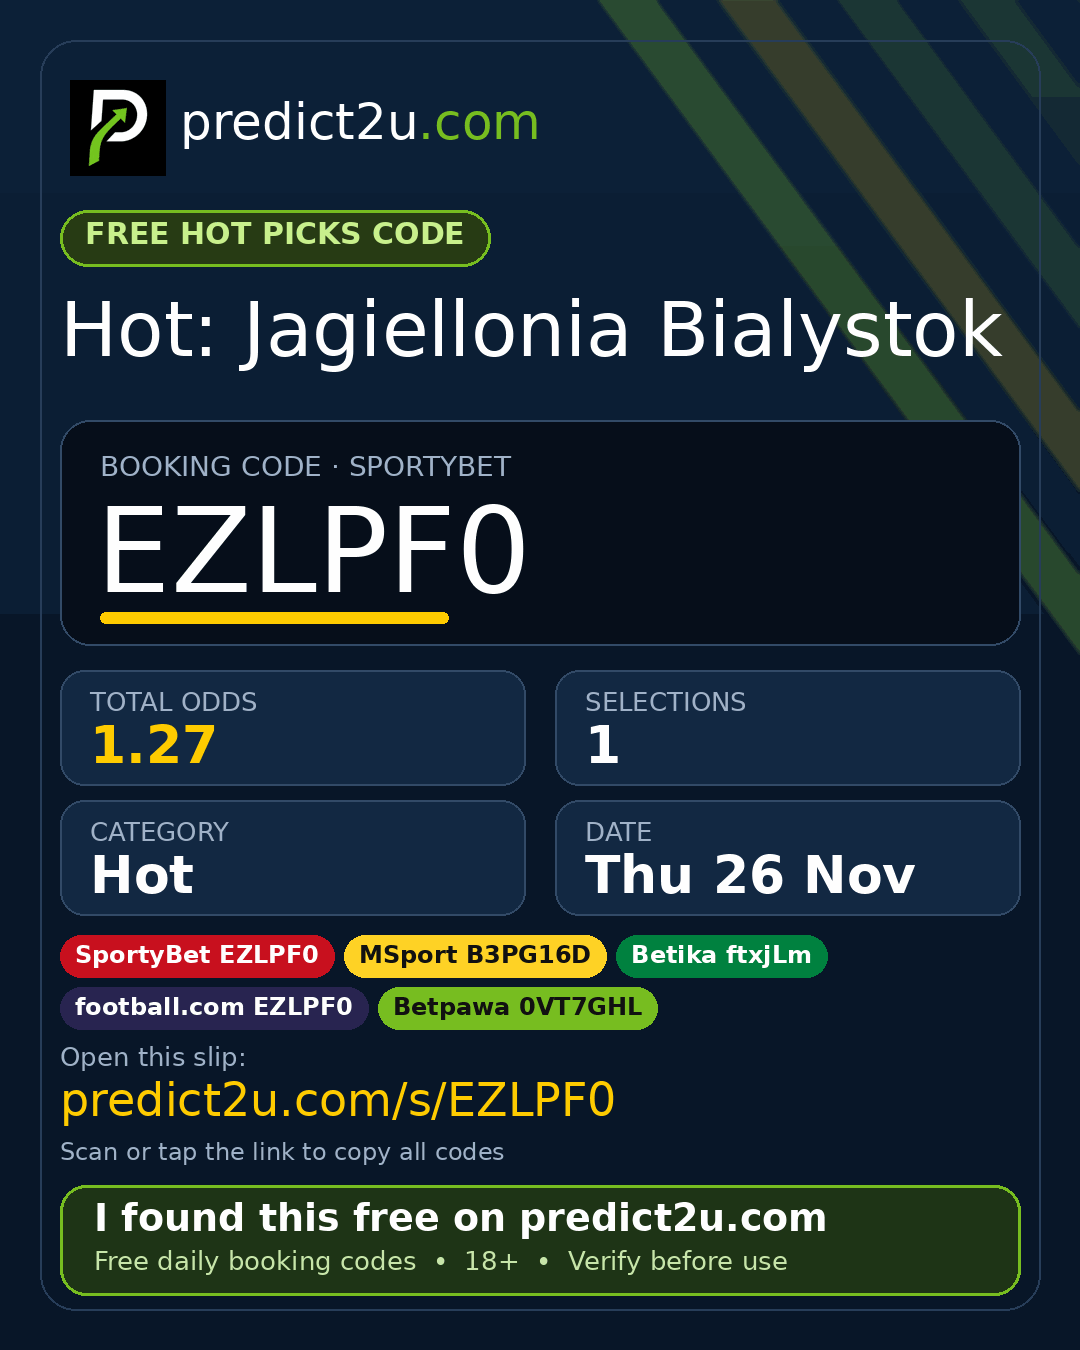 predict2u.com
FREE HOT PICKS CODE
Hot: Jagiellonia Bialystok
BOOKING CODE · SPORTYBET
EZLPF0
TOTAL ODDS
1.27
SELECTIONS
1
CATEGORY
Hot
DATE
Thu 26 Nov
SportyBet EZLPF0
MSport B3PG16D
Betika ftxjLm
football.com EZLPF0
Betpawa 0VT7GHL
Open this slip:
predict2u.com/s/EZLPF0
Scan or tap the link to copy all codes
I found this free on predict2u.com
Free daily booking codes • 18+ • Verify before use